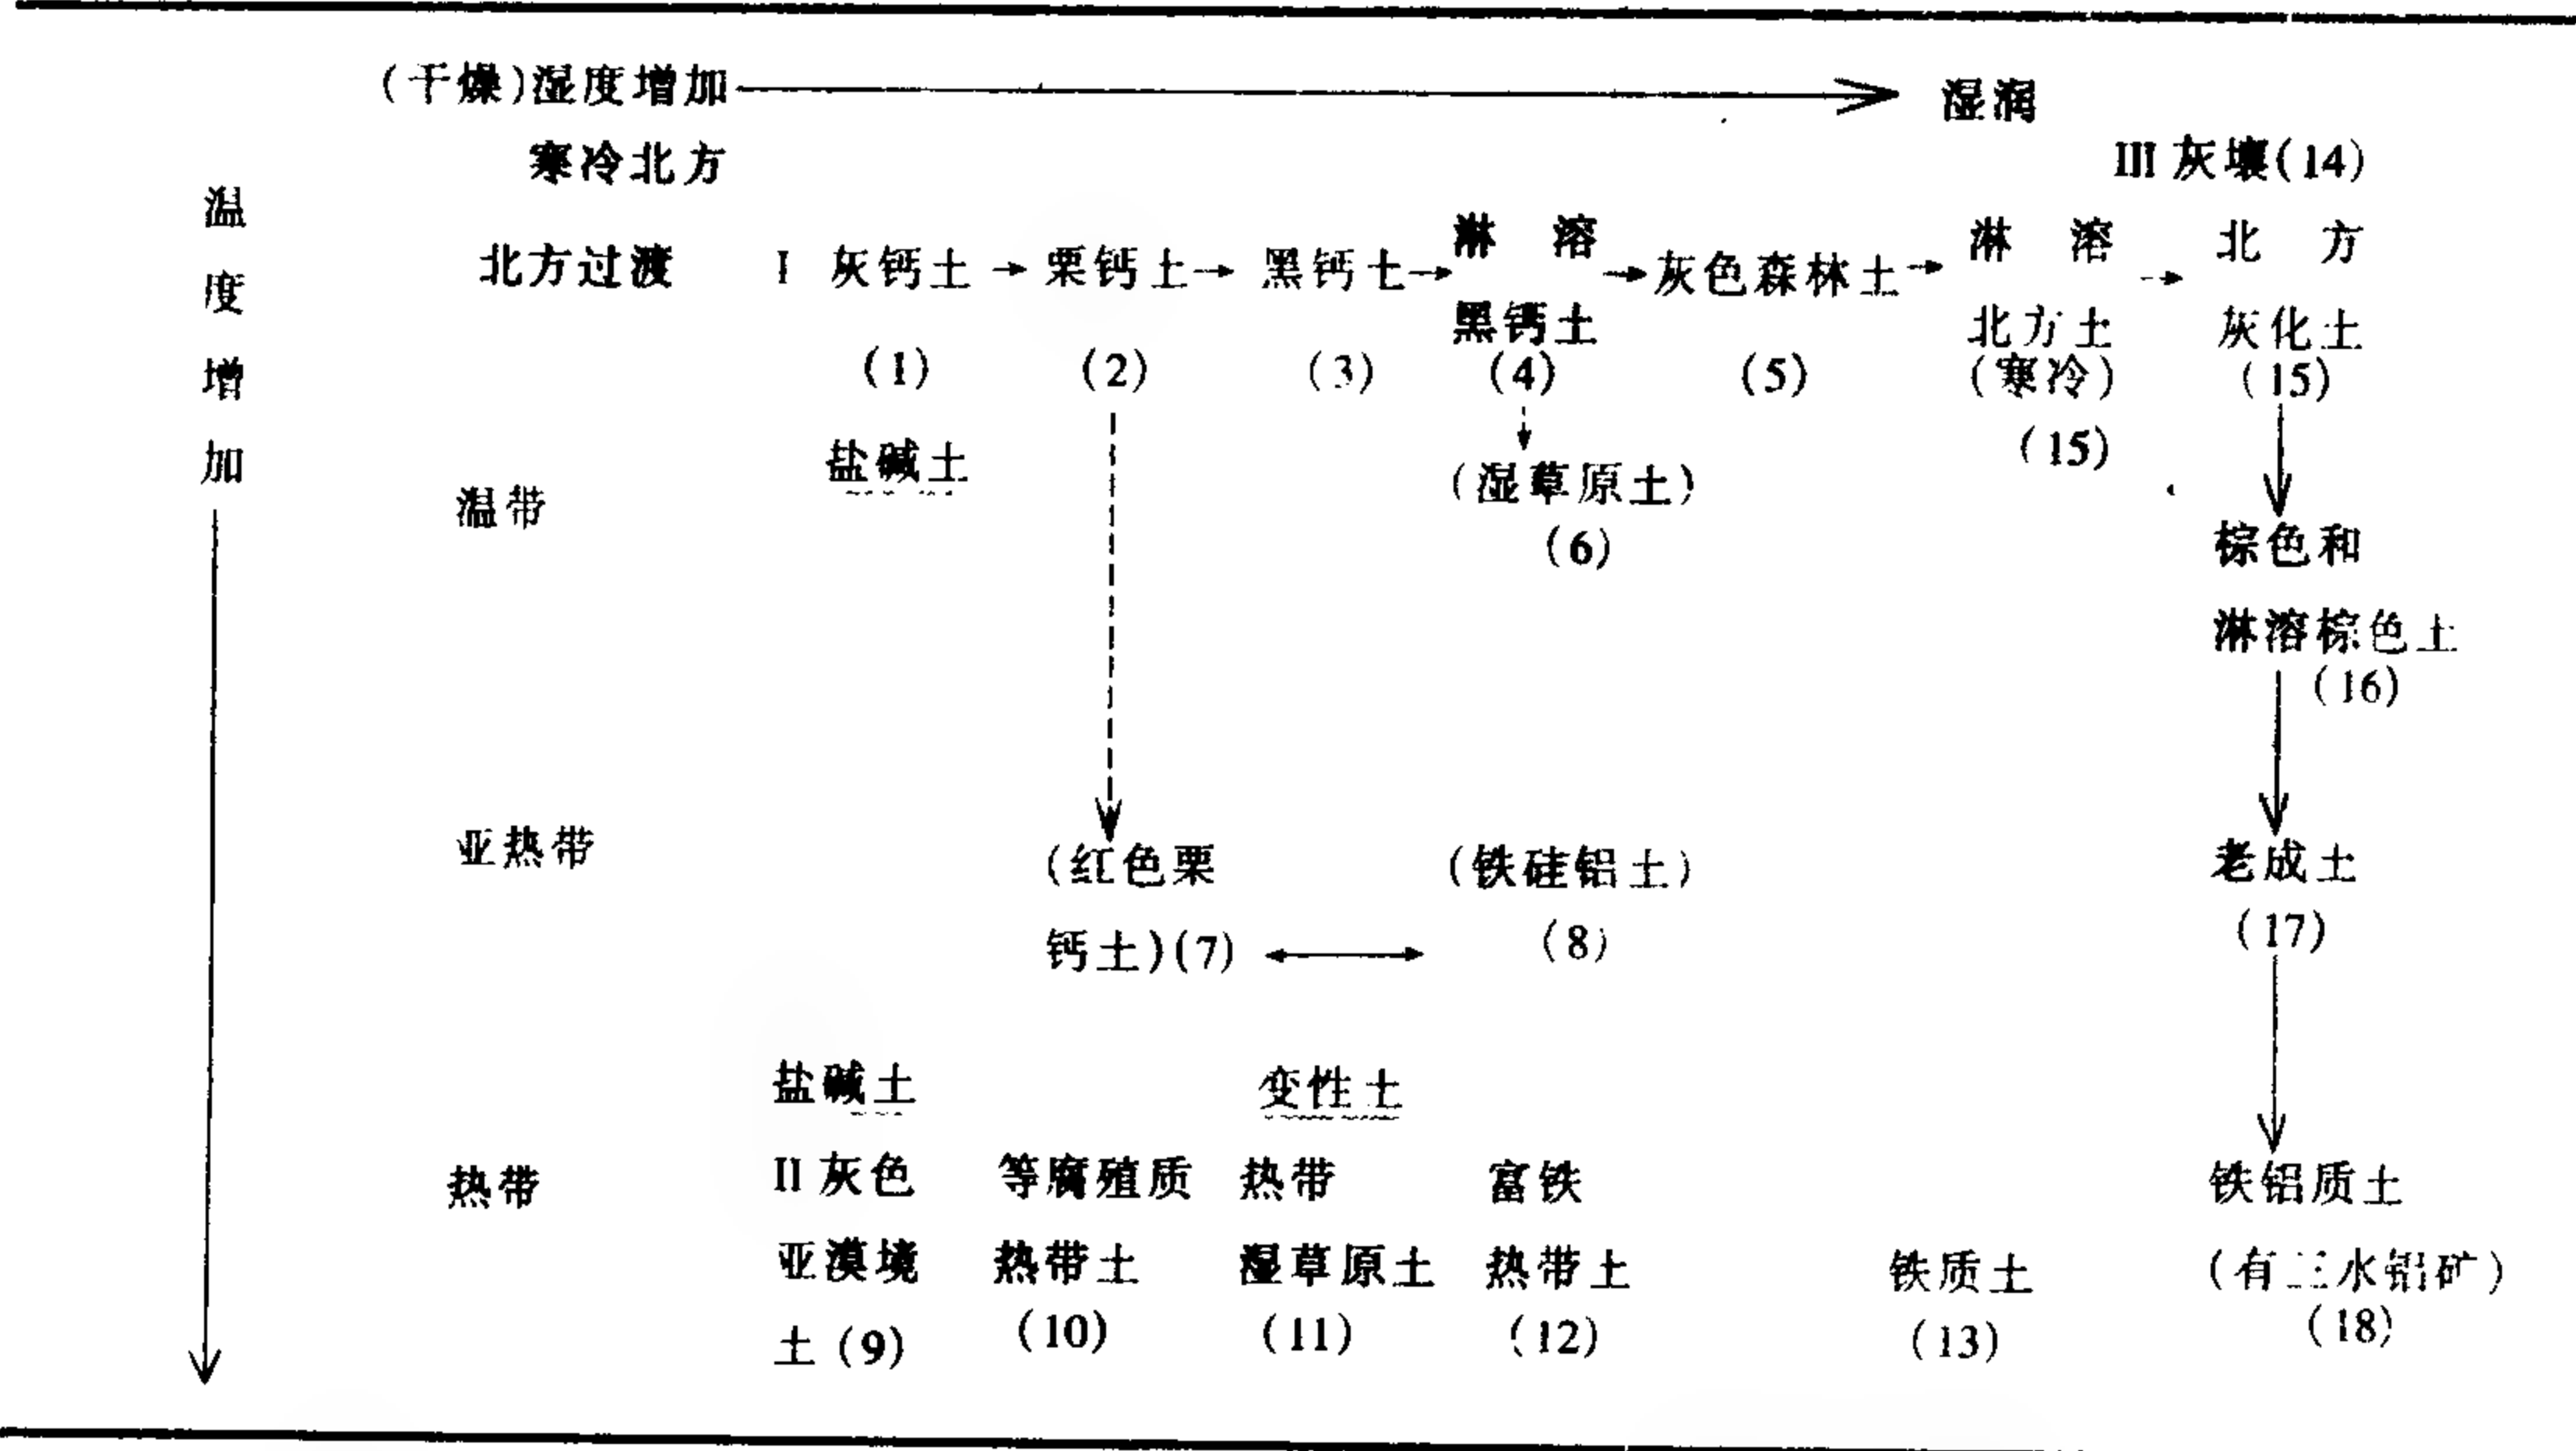 (干燥)湿度增加 湿润
寒冷北方 III 灰壤(14)
温度增加
北方过渡 I 灰钙土 栗钙土 黑钙土 淋溶 灰色森林土 淋溶 北方
黑钙土 北方土 灰化土
(1) (2) (3) (4) (5) (寒冷) (15)
盐碱土 (15)
温带 (湿草原土)
(6) 棕色和
淋溶棕色土
(16)
亚热带 (红色栗 (铁硅铝土) 老成土
钙土)(7) (8) (17)
盐碱土 变性土
热带 II 灰色 等腐殖质 热带 富铁 铁铝质土
亚漠境 热带土 湿草原土 热带土 铁质土 (有三水铝矿)
土(9) (10) (11) (12) (13) (18)